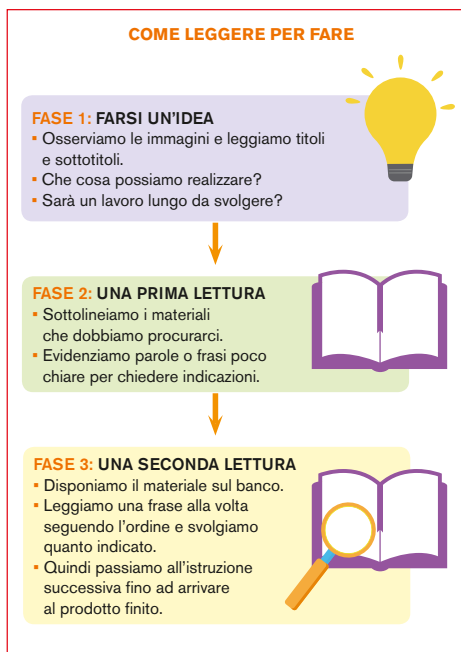 COME LEGGERE PER FARE
FASE 1: FARSI UN'IDEA
▪ Osserviamo le immagini e leggiamo titoli
e sottotitoli.
▪ Che cosa possiamo realizzare?
▪ Sarà un lavoro lungo da svolgere?
FASE 2: UNA PRIMA LETTURA
▪ Sottolineiamo i materiali
che dobbiamo procurarci.
▪ Evidenziamo parole o frasi poco
chiare per chiedere indicazioni.
FASE 3: UNA SECONDA LETTURA
▪ Disponiamo il materiale sul banco.
▪ Leggiamo una frase alla volta
seguendo l'ordine e svolgiamo
quanto indicato.
▪ Quindi passiamo all'istruzione
successiva fino ad arrivare
al prodotto finito.